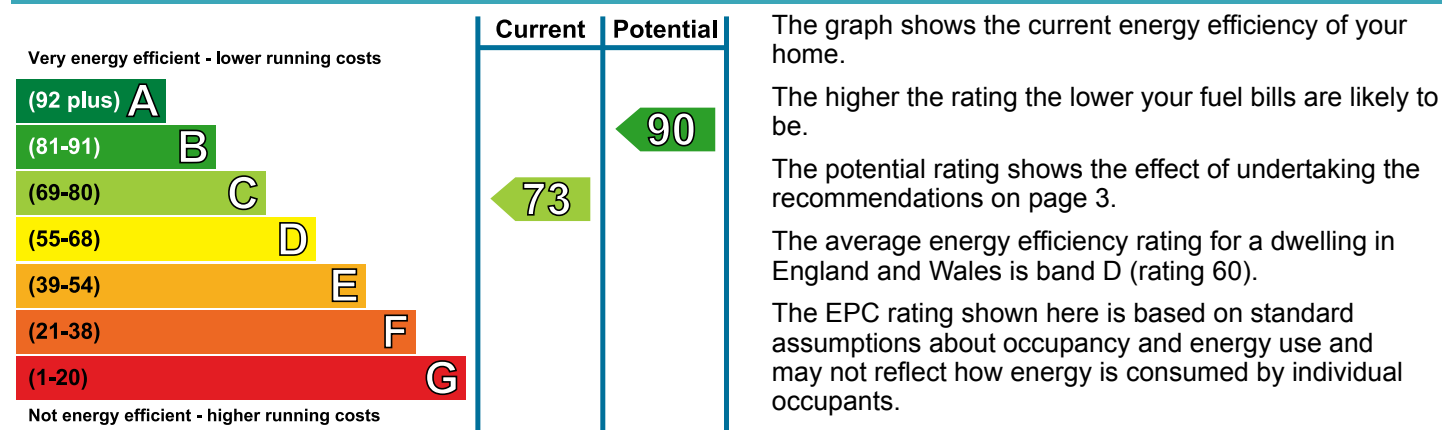 Current Potential
Very energy efficient - lower running costs
(92 plus) A
(81-91) B
(69-80) C
(55-68) D
(39-54) E
(21-38) F
(1-20) G
Not energy efficient - higher running costs
73
90
The graph shows the current energy efficiency of your
home.
The higher the rating the lower your fuel bills are likely to
be.
The potential rating shows the effect of undertaking the
recommendations on page 3.
The average energy efficiency rating for a dwelling in
England and Wales is band D (rating 60).
The EPC rating shown here is based on standard
assumptions about occupancy and energy use and
may not reflect how energy is consumed by individual
occupants.